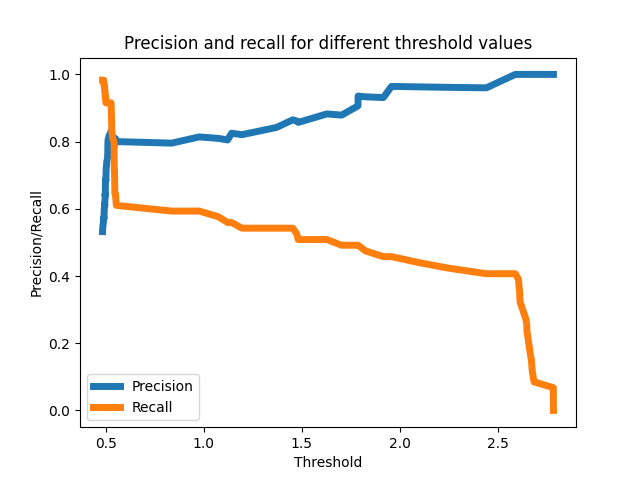 Precision and recall for different threshold values
1.0
0.8
0.6
0.4
0.2
0.0
Precision/Recall
Precision
Recall
0.5 1.0 1.5 2.0 2.5
Threshold